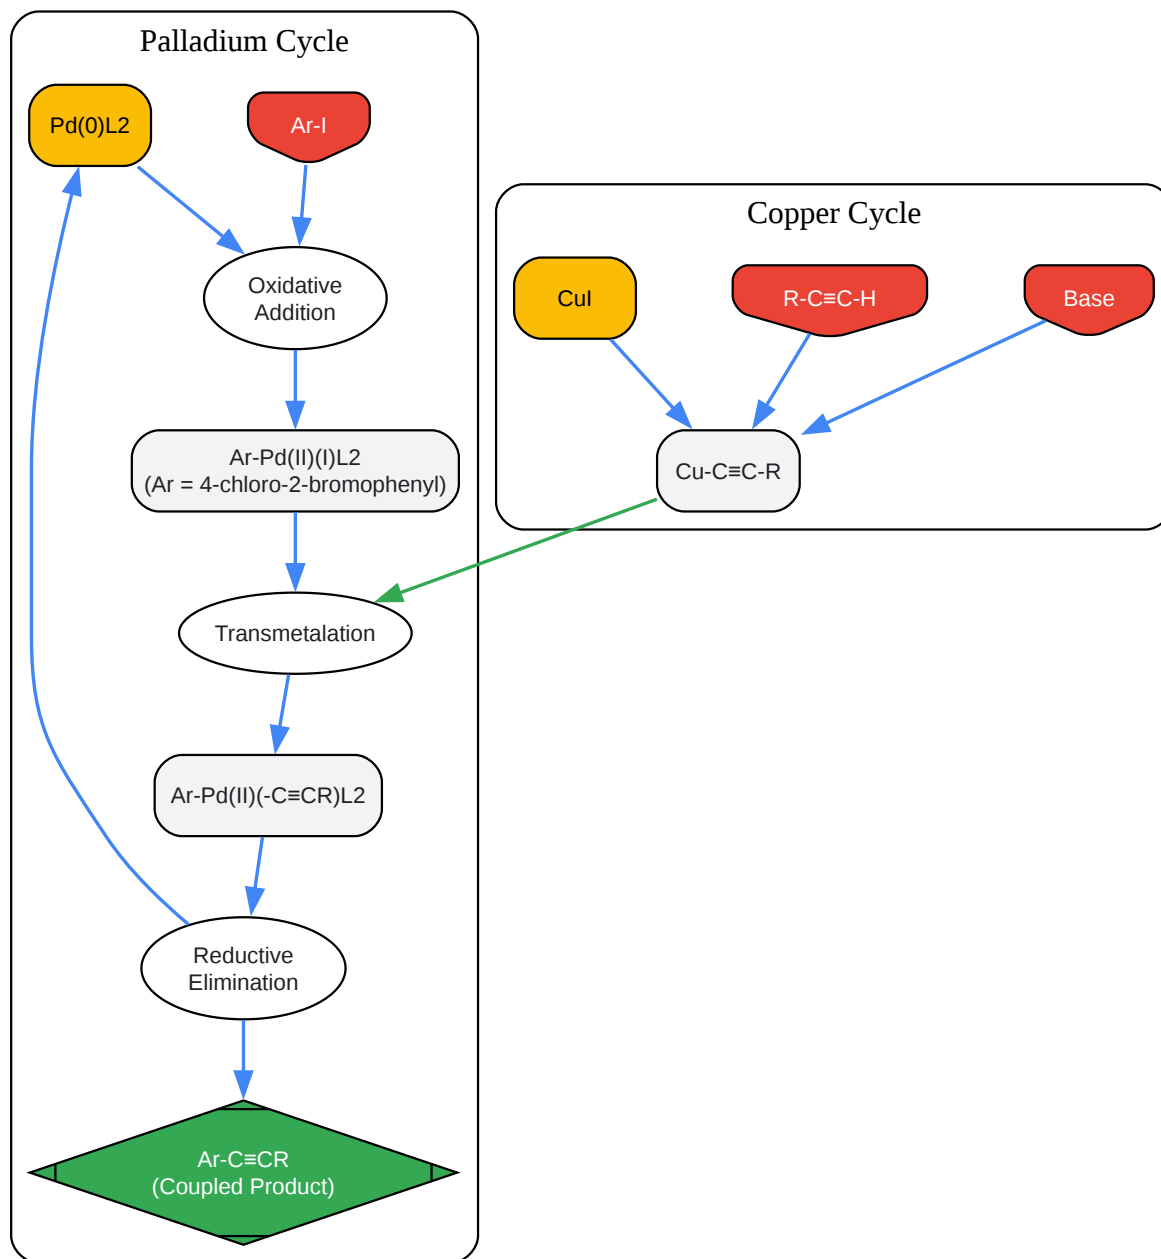 Palladium Cycle
Pd(0)L2
Ar-I
Oxidative
Addition
Ar-Pd(II)(I)L2
(Ar = 4-chloro-2-bromophenyl)
Transmetalation
Ar-Pd(II)(-C≡CR)L2
Reductive
Elimination
Ar-C≡CR
(Coupled Product)
Copper Cycle
CuI
R-C≡C-H
Base
Cu-C≡C-R